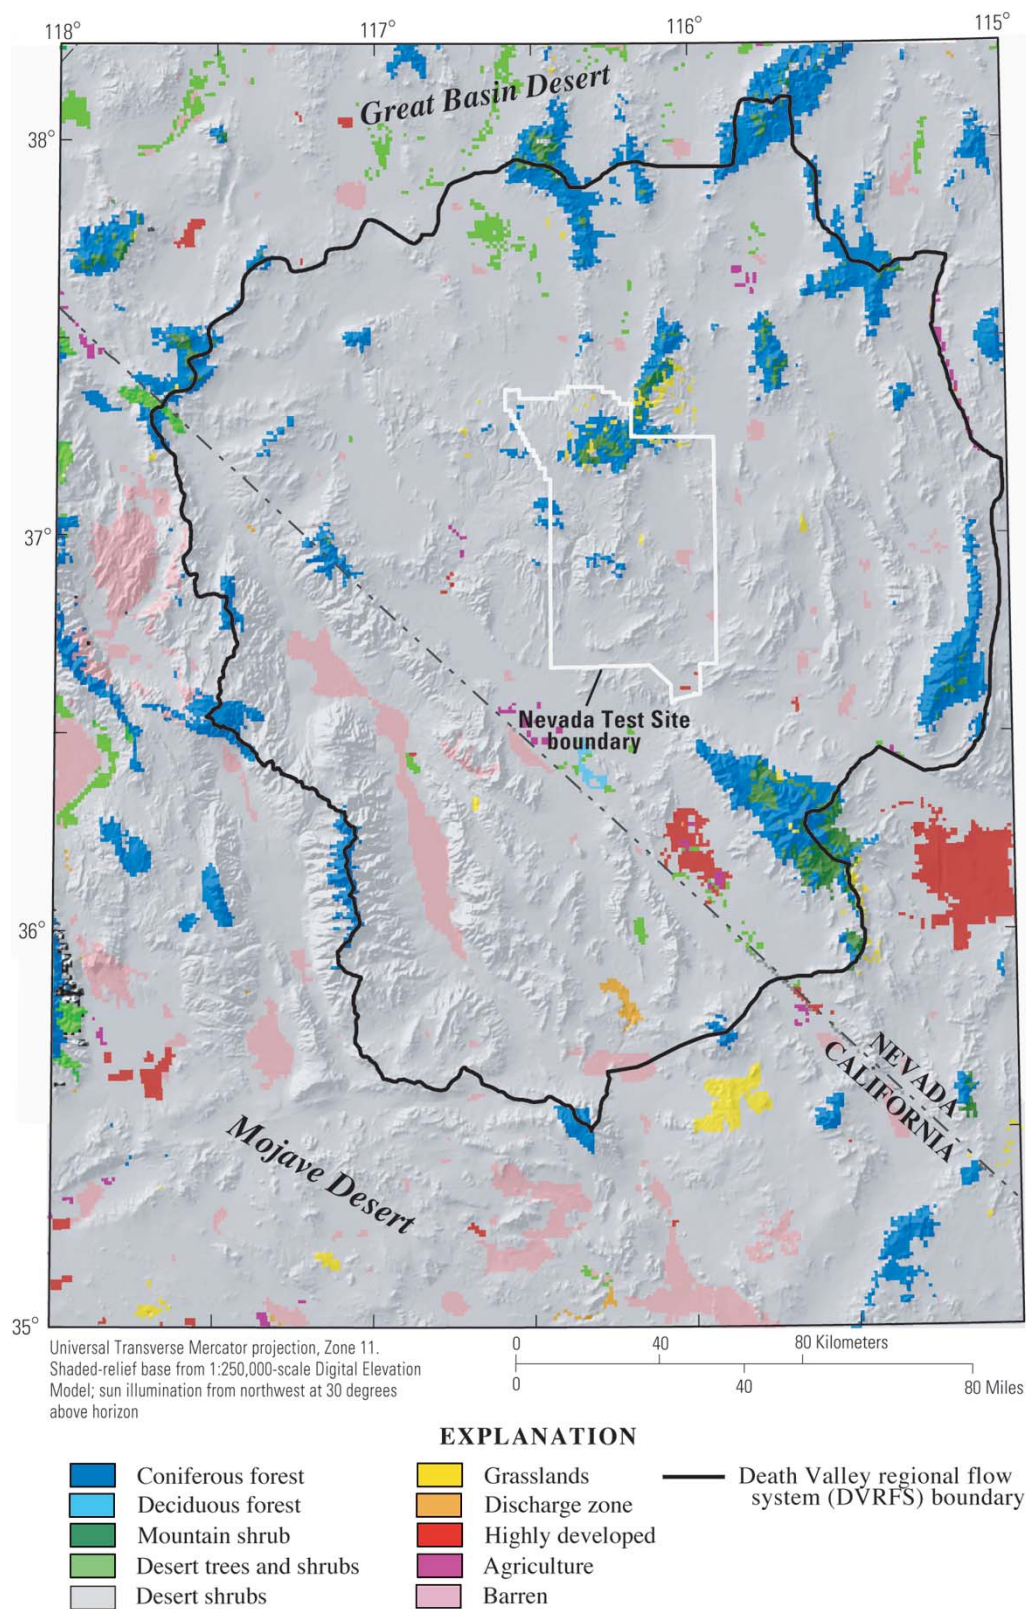 118°
117°
116°
115°
Great Basin Desert
38°
37°
Nevada Test Site
boundary
36°
NEVADA
CALIFORNIA
Mojave Desert
35°
Universal Transverse Mercator projection, Zone 11.
Shaded-relief base from 1:250,000-scale Digital Elevation
Model; sun illumination from northwest at 30 degrees
above horizon
0 40 80 Kilometers
0 40 80 Miles
EXPLANATION
Coniferous forest
Deciduous forest
Mountain shrub
Desert trees and shrubs
Desert shrubs
Grasslands
Discharge zone
Highly developed
Agriculture
Barren
Death Valley regional flow
system (DVRFS) boundary